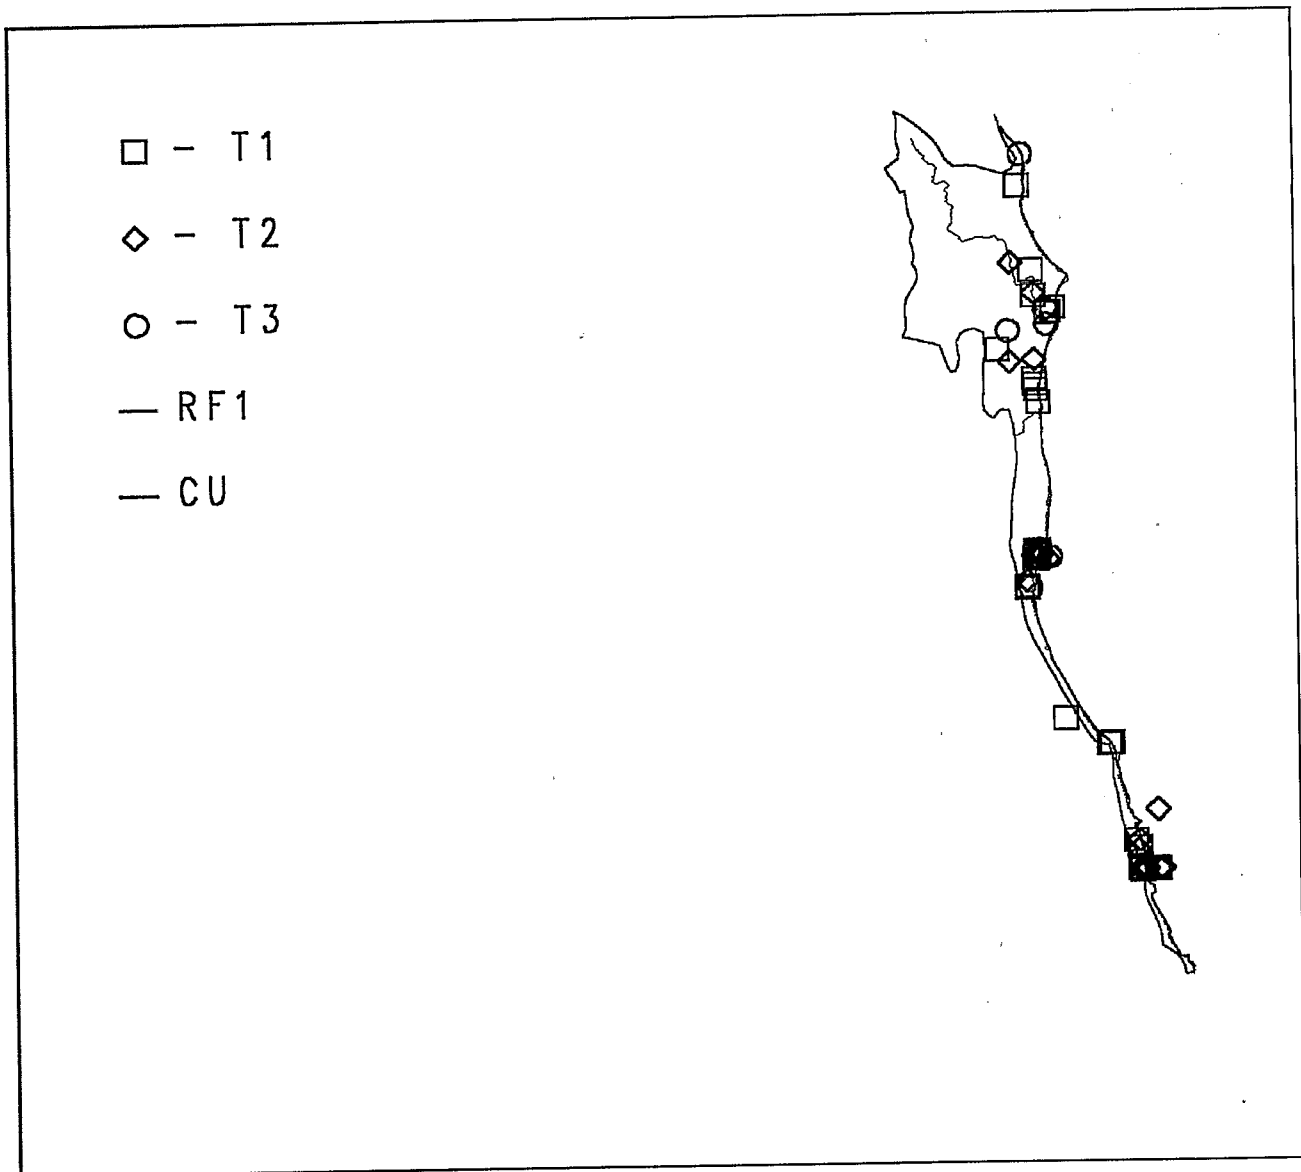 □ - T1
◇ - T2
○ - T3
— RF1
— CU